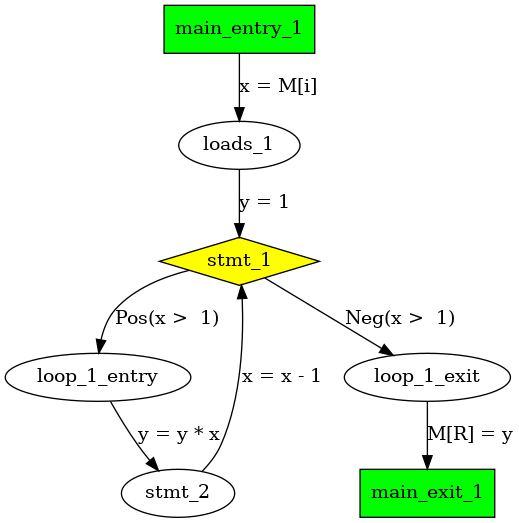 main_entry_1
x = M[i]
loads_1
y = 1
stmt_1
Pos(x >  1)
Neg(x >  1)
loop_1_entry
x = x - 1
loop_1_exit
y = y * x
M[R] = y
stmt_2
main_exit_1